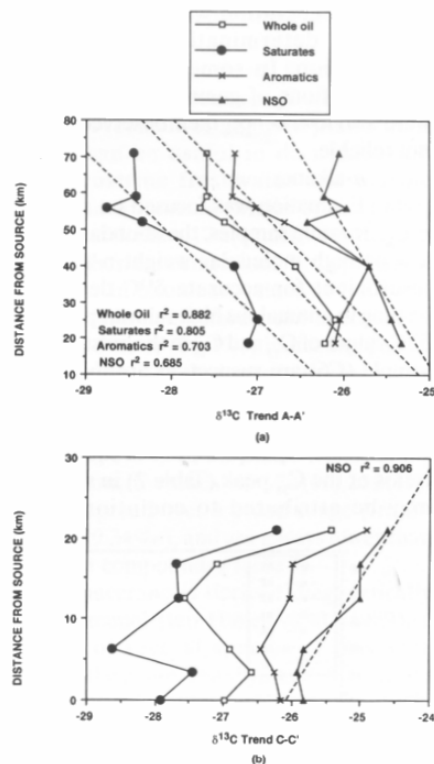 Whole oil
Saturates
Aromatics
NSO
DISTANCE FROM SOURCE (km)
80
70
60
50
40
30
20
10
Whole Oil r² = 0.882
Saturates r² = 0.805
Aromatics r² = 0.703
NSO r² = 0.685
-29 -28 -27 -26 -25
δ¹³C Trend A-A'
(a)
DISTANCE FROM SOURCE (km)
30
20
10
0
NSO r² = 0.906
-29 -28 -27 -26 -25 -24
δ¹³C Trend C-C'
(b)